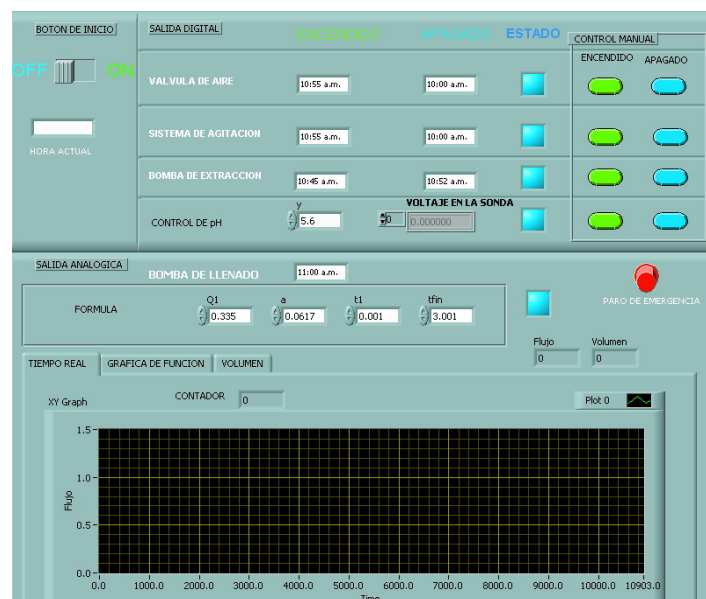 BOTON DE INICIO
OFF ON
HORA ACTUAL
SALIDA DIGITAL ENCENDIDO APAGADO ESTADO
CONTROL MANUAL
ENCENDIDO APAGADO
VALVULA DE AIRE 10:55 a.m. 10:00 a.m.
SISTEMA DE AGITACION 10:55 a.m. 10:00 a.m.
BOMBA DE EXTRACCION 10:45 a.m. 10:52 a.m.
y VOLTAJE EN LA SONDA
CONTROL DE pH 5.6 0 0.000000
SALIDA ANALOGICA
BOMBA DE LLENADO 11:00 a.m.
Q1 a t1 tfin
FORMULA 0.335 0.0617 0.001 3.001
PARO DE EMERGENCIA
Flujo Volumen
0 0
TIEMPO REAL GRAFICA DE FUNCION VOLUMEN
XY Graph CONTADOR 0 Plot 0
1.5
1.0
0.5
0.0
Flujo
0.0 1000.0 2000.0 3000.0 4000.0 5000.0 6000.0 7000.0 8000.0 9000.0 10000.0 10903.0
Time